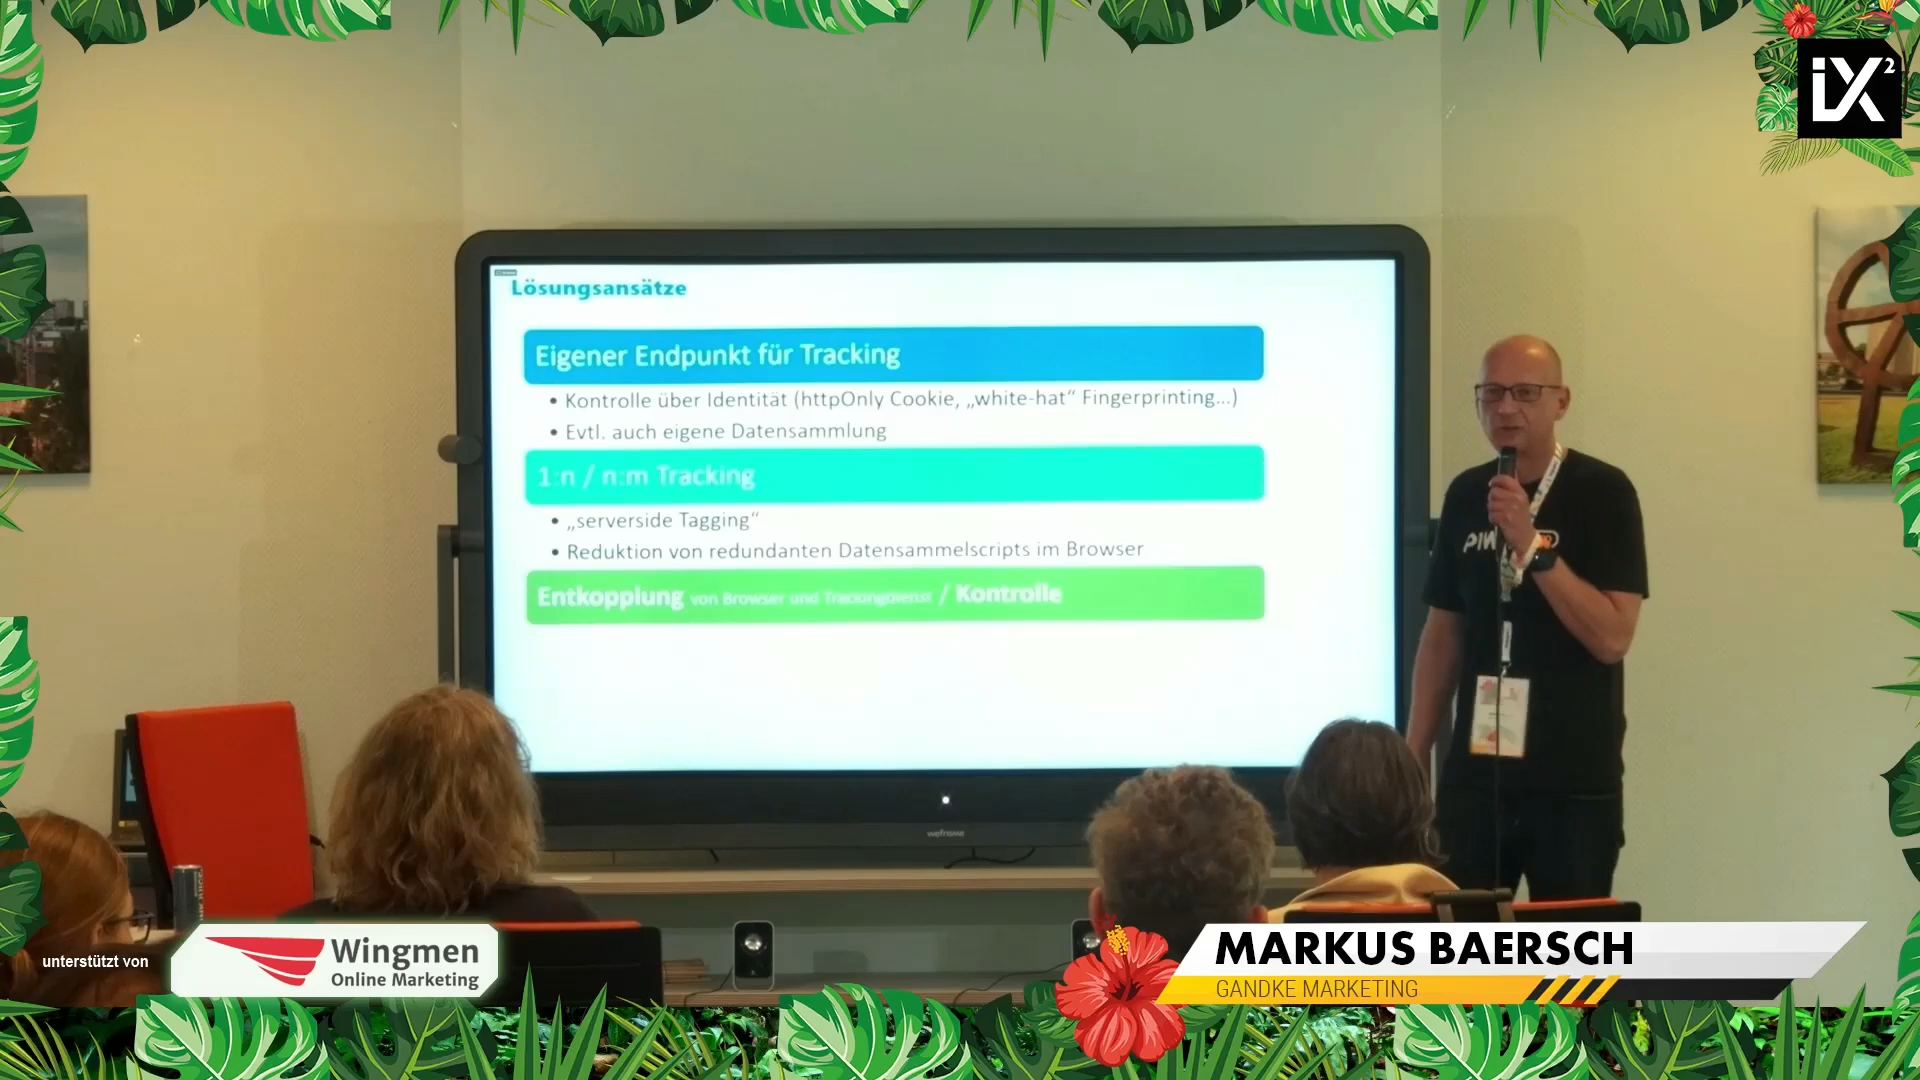 iX²
Lösungsansätze
Eigener Endpunkt für Tracking
• Kontrolle über Identität (httpOnly Cookie, „white-hat“ Fingerprinting...)
• Evtl. auch eigene Datensammlung
1:n / n:m Tracking
• „serverside Tagging“
• Reduktion von redundanten Datensammelscripts im Browser
Entkopplung von Browser und Trackingdienst / Kontrolle
PIW
unterstützt von
Wingmen
Online Marketing
MARKUS BAERSCH
GANDKE MARKETING